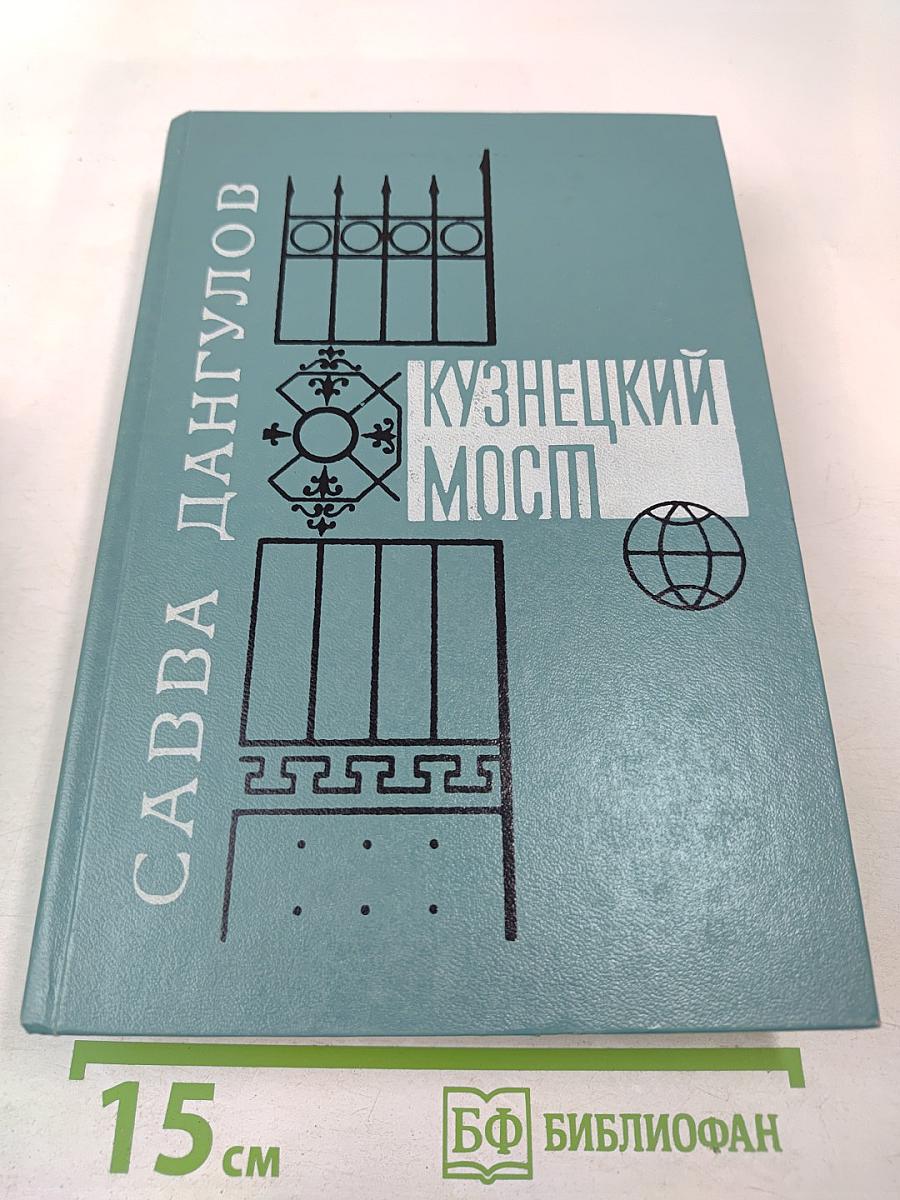 САВВА ДАНГУЛОВ
КУЗНЕЦКИЙ
МОСТ
15 см
БФ БИБЛИОФАН